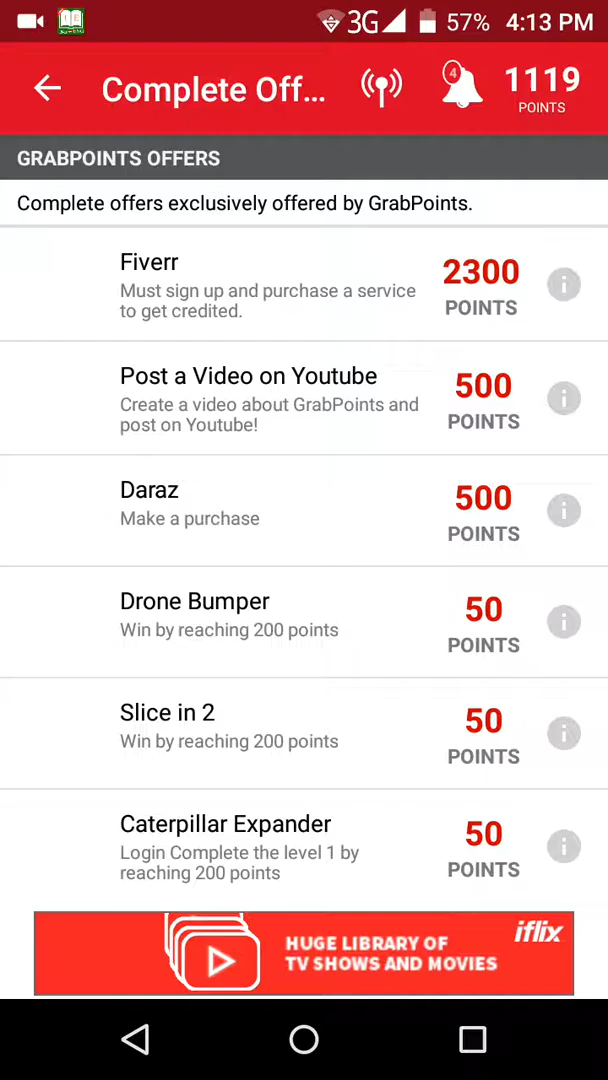 3G 57% 4:13 PM
Complete Off... 4 1119
POINTS
GRABPOINTS OFFERS
Complete offers exclusively offered by GrabPoints.
Fiverr
Must sign up and purchase a service
to get credited.
2300
POINTS
Post a Video on Youtube
Create a video about GrabPoints and
post on Youtube!
500
POINTS
Daraz
Make a purchase
500
POINTS
Drone Bumper
Win by reaching 200 points
50
POINTS
Slice in 2
Win by reaching 200 points
50
POINTS
Caterpillar Expander
Login Complete the level 1 by
reaching 200 points
50
POINTS
HUGE LIBRARY OF
TV SHOWS AND MOVIES
iflix